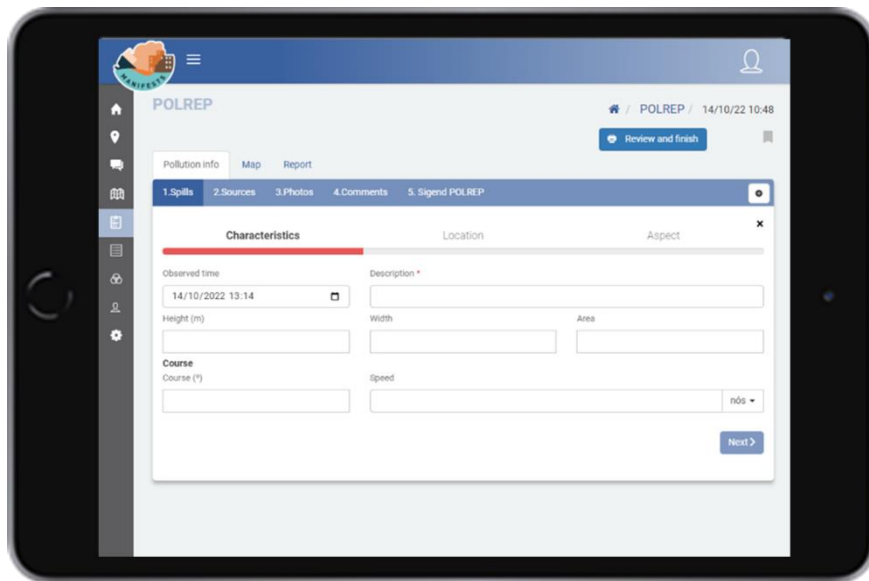 MANIFESTS
POLREP
/ POLREP / 14/10/22 10:48
Review and finish
Pollution info Map Report
1.Spills 2.Sources 3.Photos 4.Comments 5. Sigend POLREP
Characteristics Location Aspect
Observed time Description *
14/10/2022 13:14
Height (m) Width Area
Course
Course (º) Speed
nós
Next